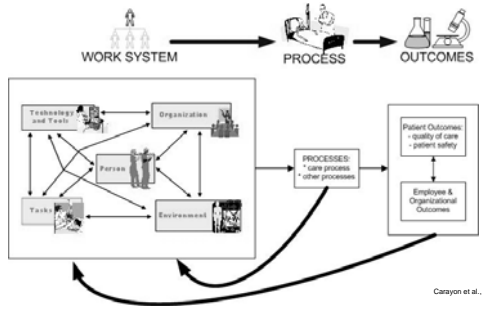 WORK SYSTEM
PROCESS
OUTCOMES
Technology
and Tools
Organization
Person
Tasks
Environment
PROCESSES:
* care process
* other processes
Patient Outcomes:
- quality of care
- patient safety
Employee &
Organizational
Outcomes
Carayon et al.,